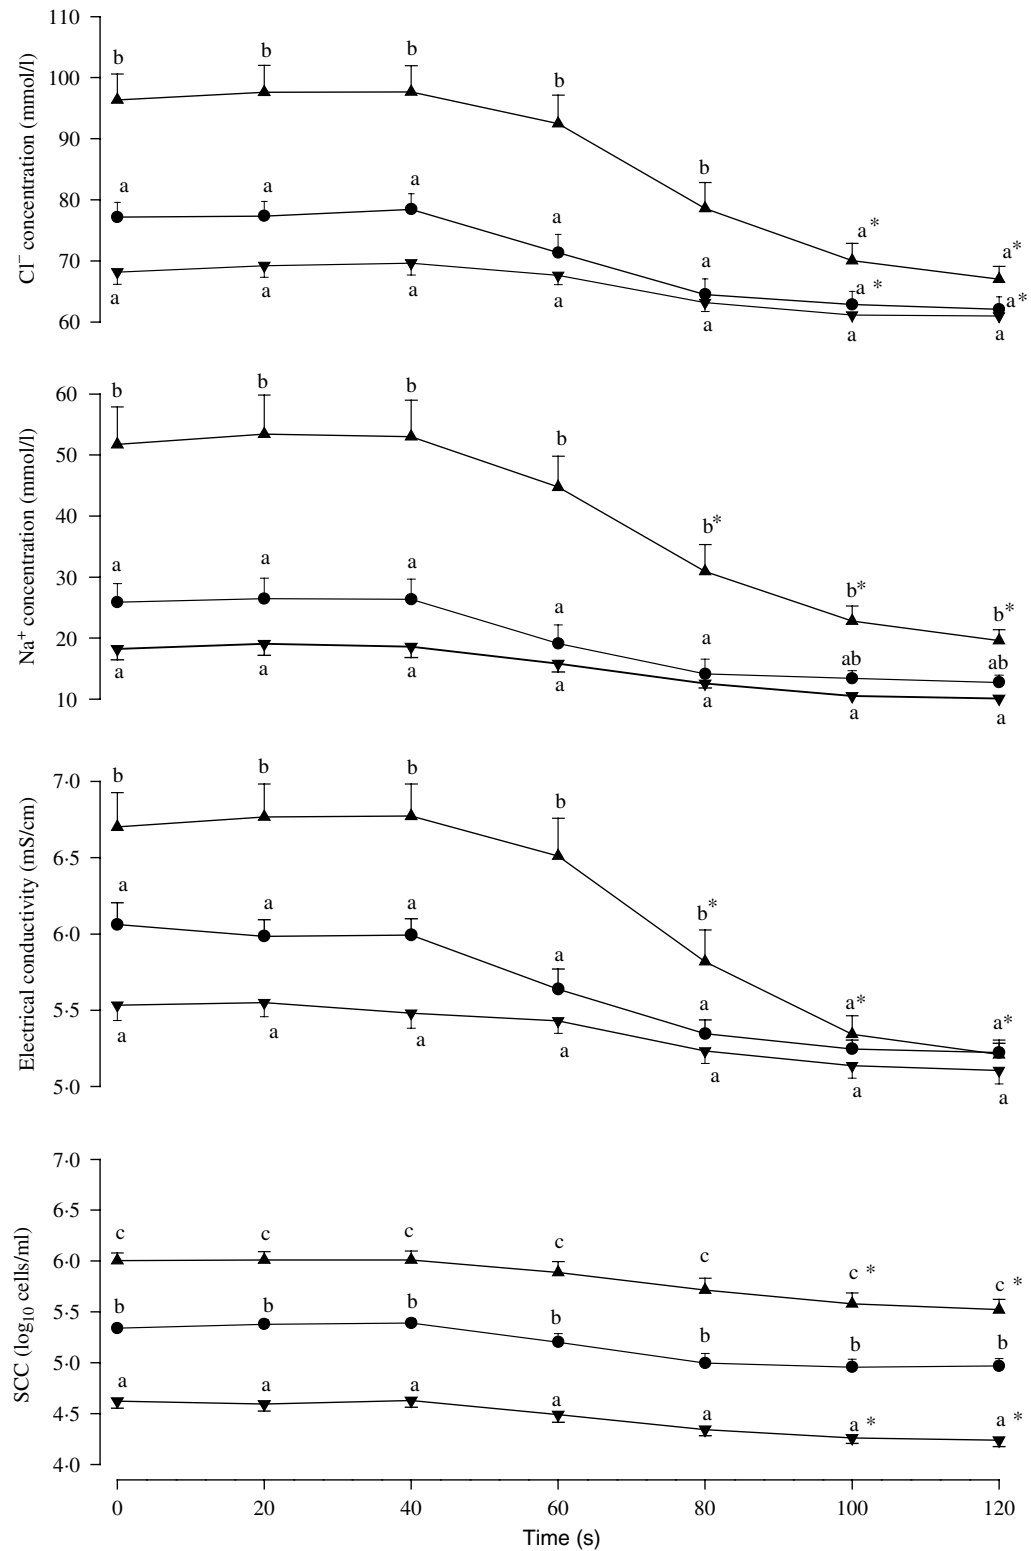 110
100
90
80
70
60
Cl⁻ concentration (mmol/l)
b b b b b a* a*
a a a a a a* a*
a a a a a a a
60
50
40
30
20
10
Na⁺ concentration (mmol/l)
b b b b b* b* b*
a a a a a ab ab
a a a a a a a
7·0
6·5
6·0
5·5
5·0
Electrical conductivity (mS/cm)
b b b b b* a* a*
a a a a a
a a a a a a a
7·0
6·5
6·0
5·5
5·0
4·5
4·0
SCC (log₁₀ cells/ml)
c c c c c c* c*
b b b b b b b
a a a a a a* a*
0 20 40 60 80 100 120
Time (s)